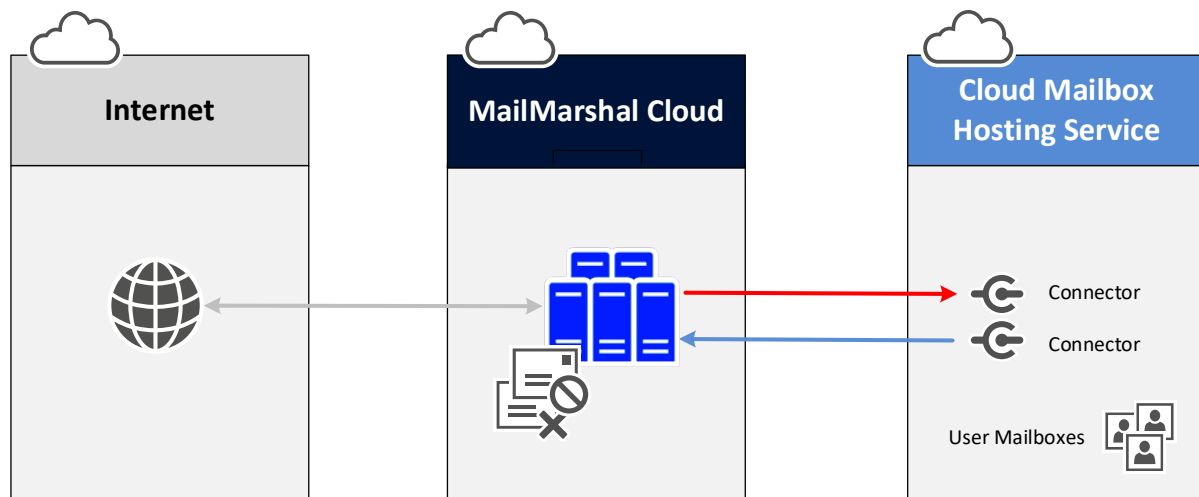 Internet
MailMarshal Cloud
Cloud Mailbox
Hosting Service
Connector
Connector
User Mailboxes